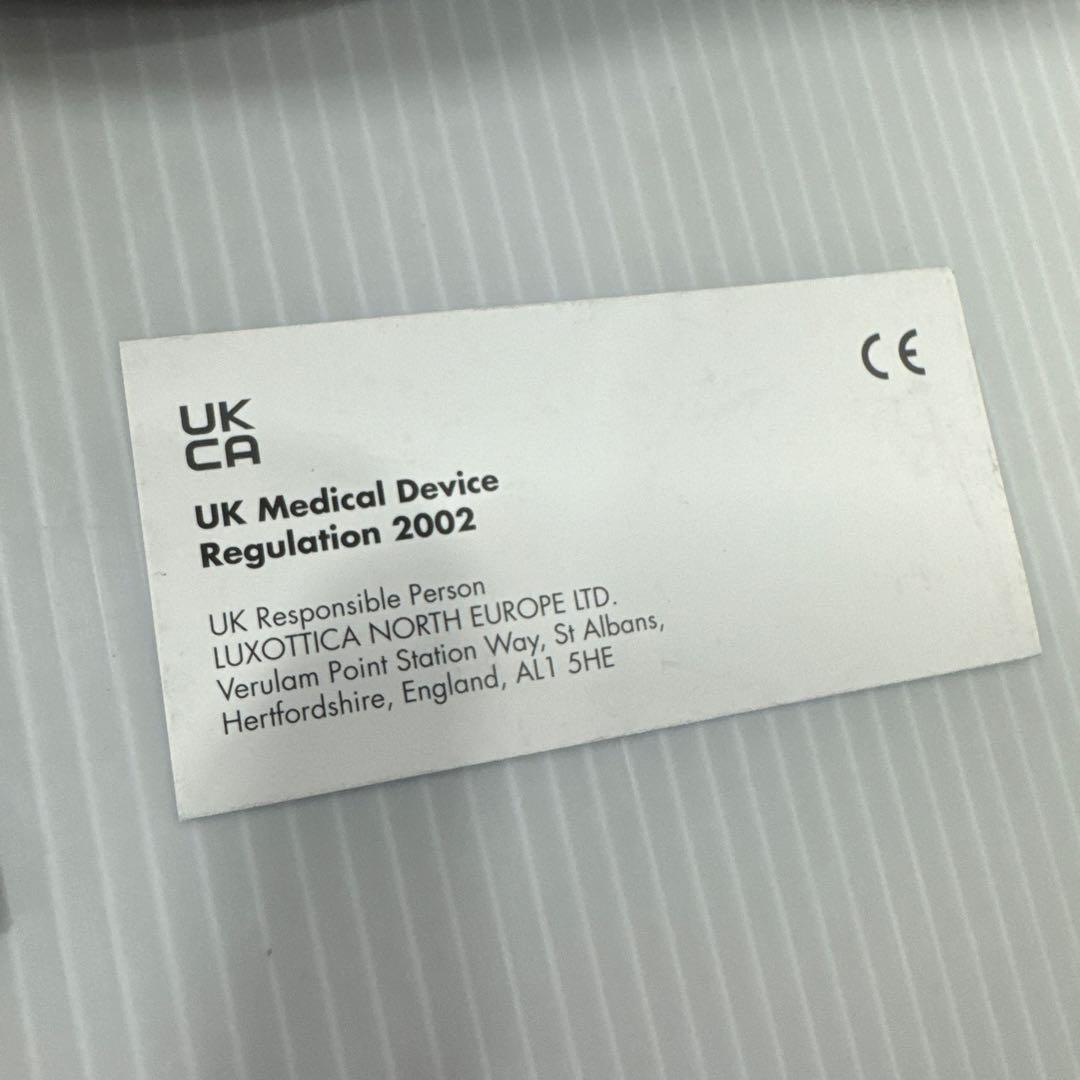 CE
UK
CA
UK Medical Device
Regulation 2002
UK Responsible Person
LUXOTTICA NORTH EUROPE LTD.
Verulam Point Station Way, St Albans,
Hertfordshire, England, AL1 5HE